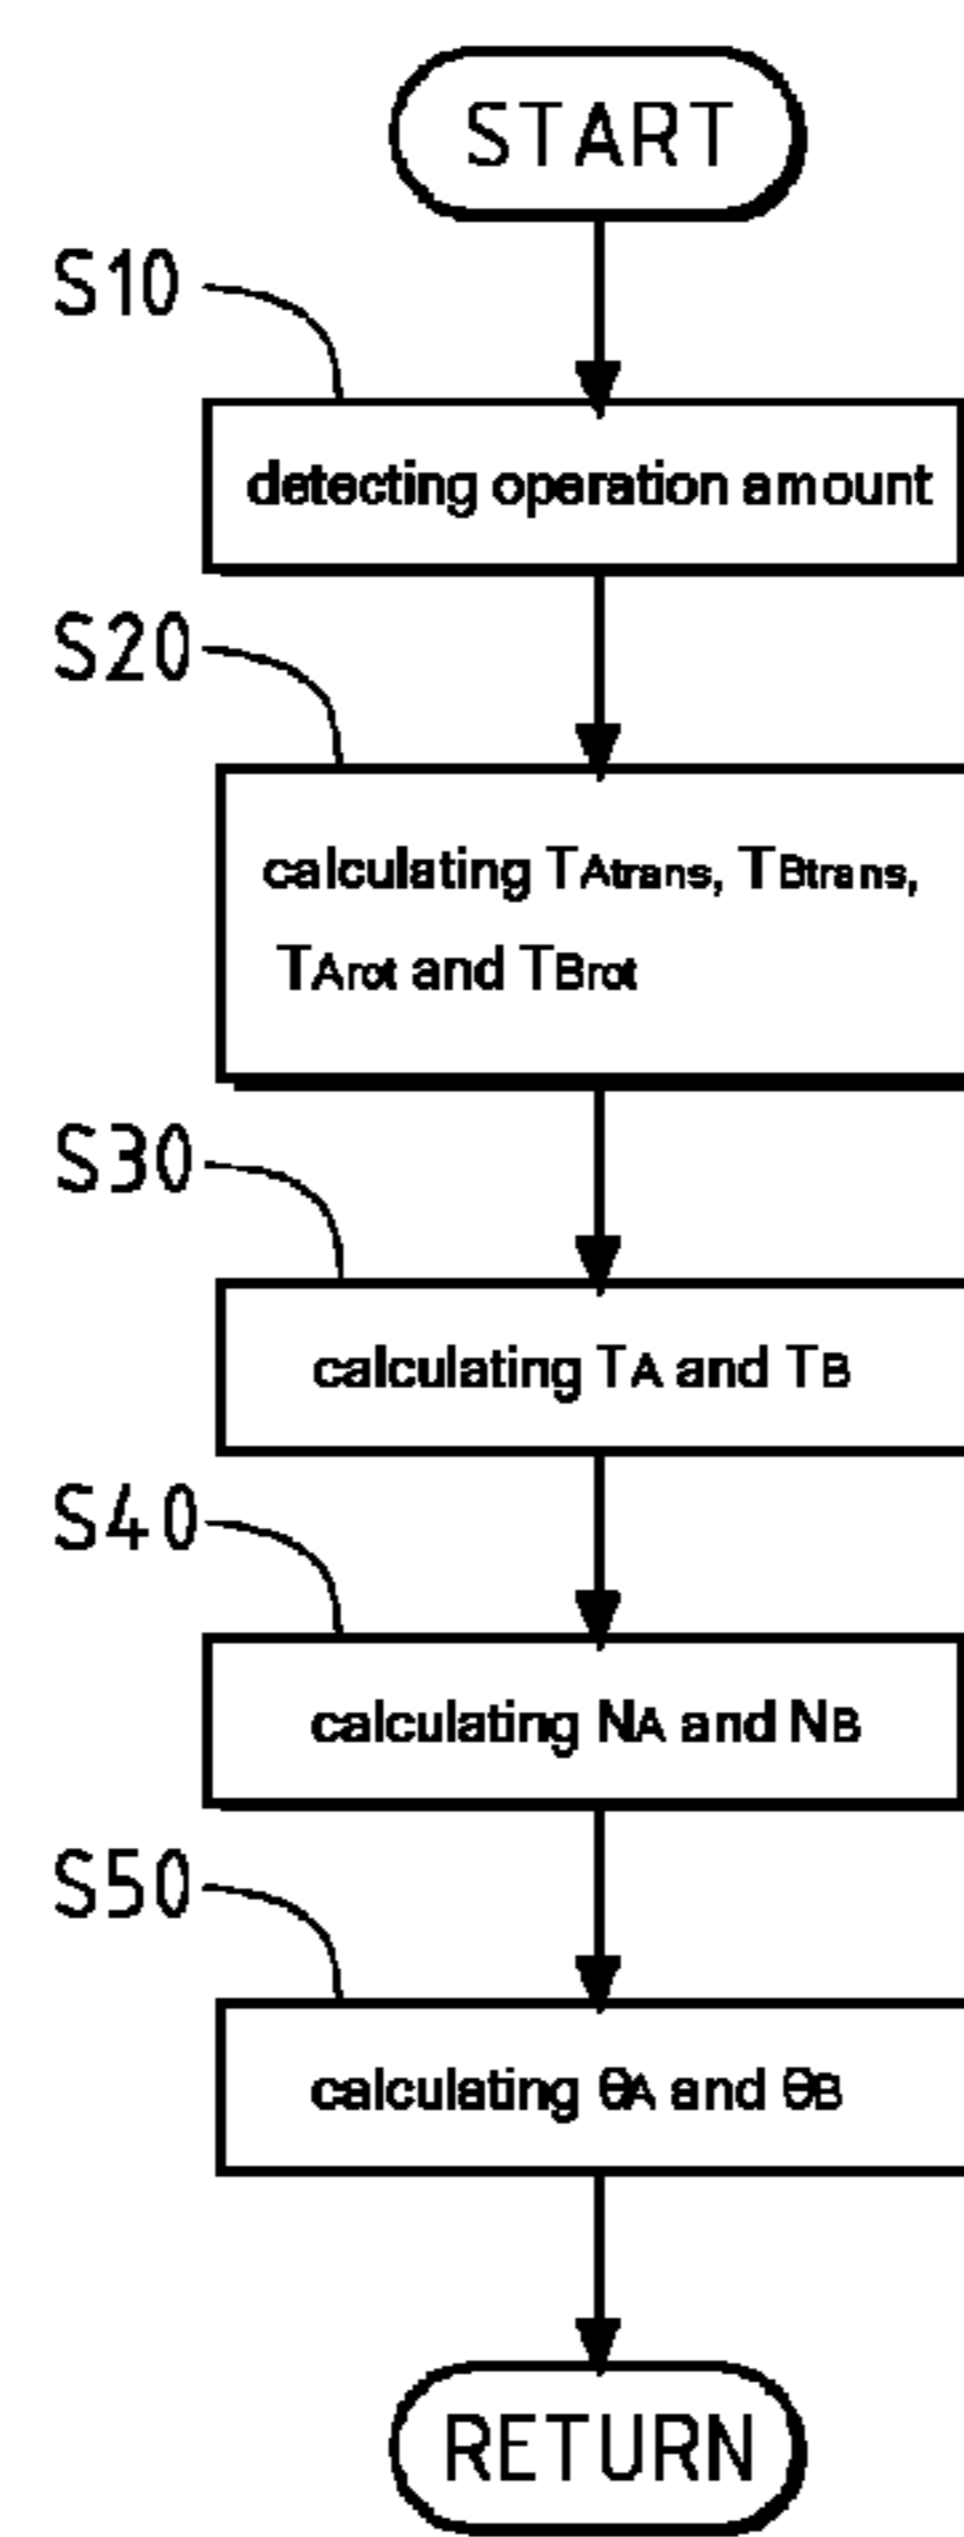 START
S10
detecting operation amount
S20
calculating TAtrans, TBtrans,
TArot and TBrot
S30
calculating TA and TB
S40
calculating NA and NB
S50
calculating θA and θB
RETURN